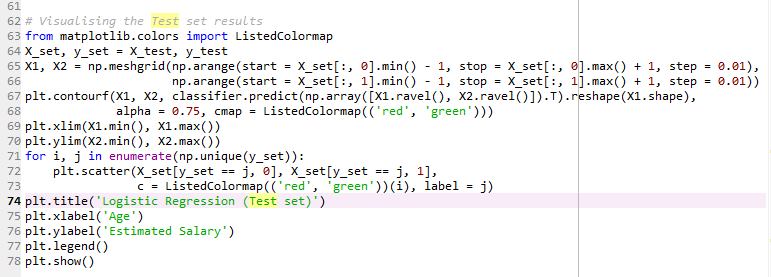 61
62 # Visualising the Test set results
63 from matplotlib.colors import ListedColormap
64 X_set, y_set = X_test, y_test
65 X1, X2 = np.meshgrid(np.arange(start = X_set[:, 0].min() - 1, stop = X_set[:, 0].max() + 1, step = 0.01),
66                      np.arange(start = X_set[:, 1].min() - 1, stop = X_set[:, 1].max() + 1, step = 0.01))
67 plt.contourf(X1, X2, classifier.predict(np.array([X1.ravel(), X2.ravel()]).T).reshape(X1.shape),
68              alpha = 0.75, cmap = ListedColormap(('red', 'green')))
69 plt.xlim(X1.min(), X1.max())
70 plt.ylim(X2.min(), X2.max())
71 for i, j in enumerate(np.unique(y_set)):
72     plt.scatter(X_set[y_set == j, 0], X_set[y_set == j, 1],
73                 c = ListedColormap(('red', 'green'))(i), label = j)
74 plt.title('Logistic Regression (Test set)')
75 plt.xlabel('Age')
76 plt.ylabel('Estimated Salary')
77 plt.legend()
78 plt.show()